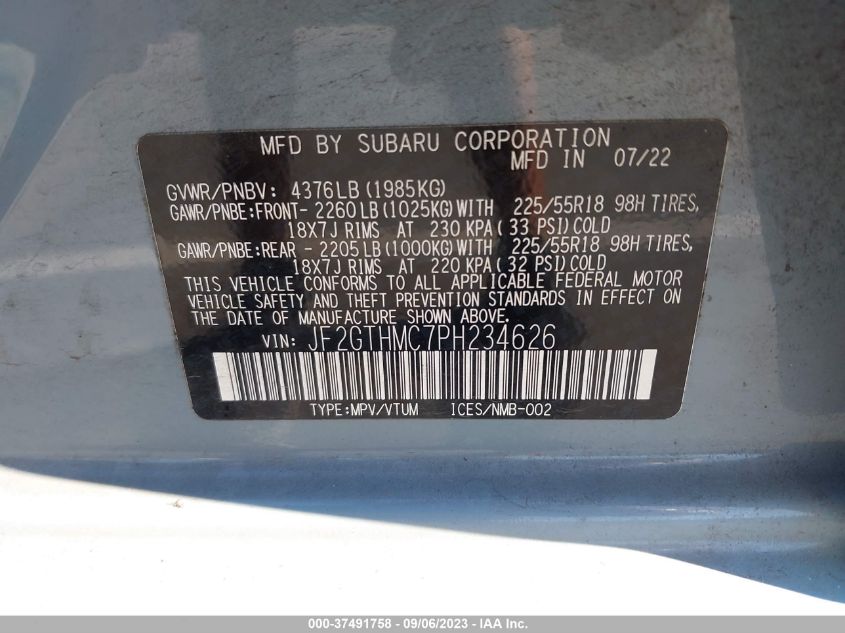 MFD BY SUBARU CORPORATION
MFD IN 07/22
GVWR/PNBV: 4376LB(1985KG)
GAWR/PNBE:FRONT- 2260LB(1025KG)WITH 225/55R18 98H TIRES,
18X7J RIMS AT 230 KPA( 33 PSI)COLD
GAWR/PNBE:REAR - 2205LB(1000KG)WITH 225/55R18 98H TIRES,
18X7J RIMS AT 220 KPA( 32 PSI)COLD
THIS VEHICLE CONFORMS TO ALL APPLICABLE FEDERAL MOTOR
VEHICLE SAFETY AND THEFT PREVENTION STANDARDS IN EFFECT ON
THE DATE OF MANUFACTURE SHOWN ABOVE.
VIN: JF2GTHMC7PH234626
TYPE:MPV/VTUM ICES/NMB-002
000-37491758 - 09/06/2023 - IAA Inc.